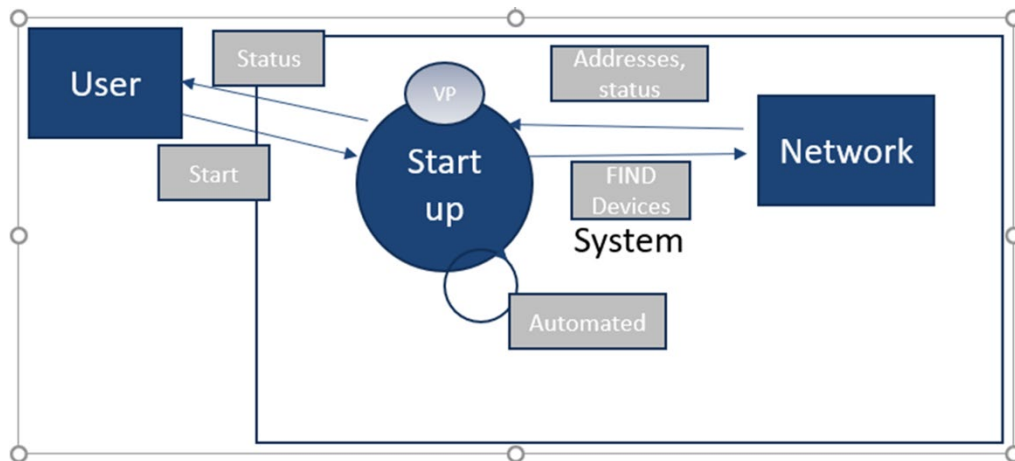 User
Status
VP
Addresses,
status
Start
up
Network
Start
FIND
Devices
System
Automated